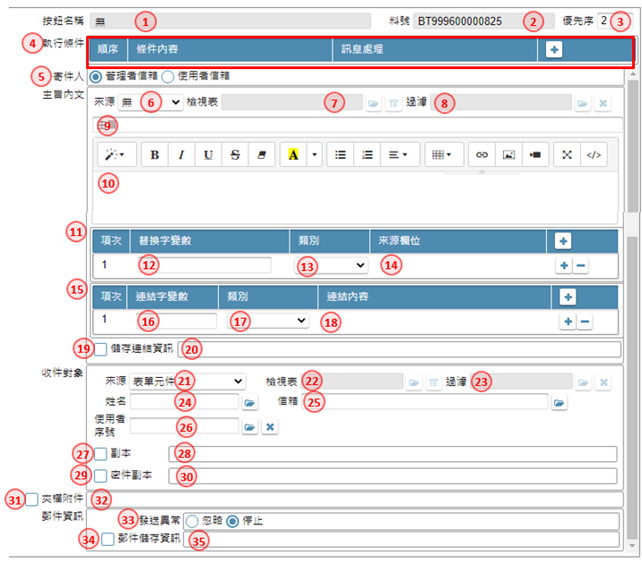 按鈕名稱 無 1 料號 BT999600000825 2 優先序 2 3
4 執行條件 順序 條件內容 訊息處理
5 寄件人 管理者信箱 使用者信箱
主旨內文 來源 無 6 檢視表 7 過濾 8
9 主旨
B I U S A </>
10
11 項次 替換字變數 類別 來源欄位
1 12 13 14
15 項次 連結字變數 類別 連結內容
1 16 17 18
19 儲存連結資訊 20
收件對象 來源 表單元件 21 檢視表 22 過濾 23
姓名 24 信箱 25
使用者
序號 26
27 副本 28
29 密件副本 30
31 夾檔附件 32
郵件資訊 33 發送異常 忽略 停止
34 郵件儲存資訊 35